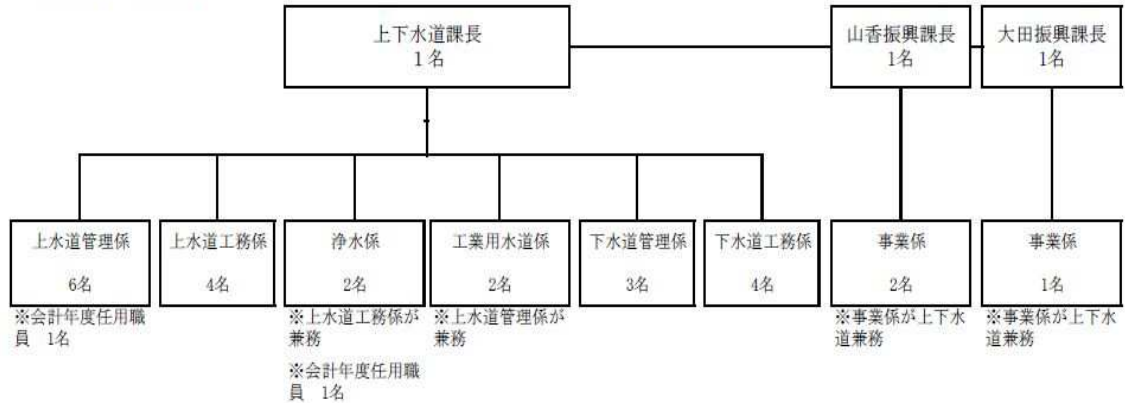 上下水道課長
１名
山香振興課長
1名
大田振興課長
1名
上水道管理係
6名
※会計年度任用職
員　1名
上水道工務係
4名
浄水係
2名
※上水道工務係が
兼務
※会計年度任用職
員　1名
工業用水道係
2名
※上水道管理係が
兼務
下水道管理係
3名
下水道工務係
4名
事業係
2名
※事業係が上下水
道兼務
事業係
1名
※事業係が上下水
道兼務